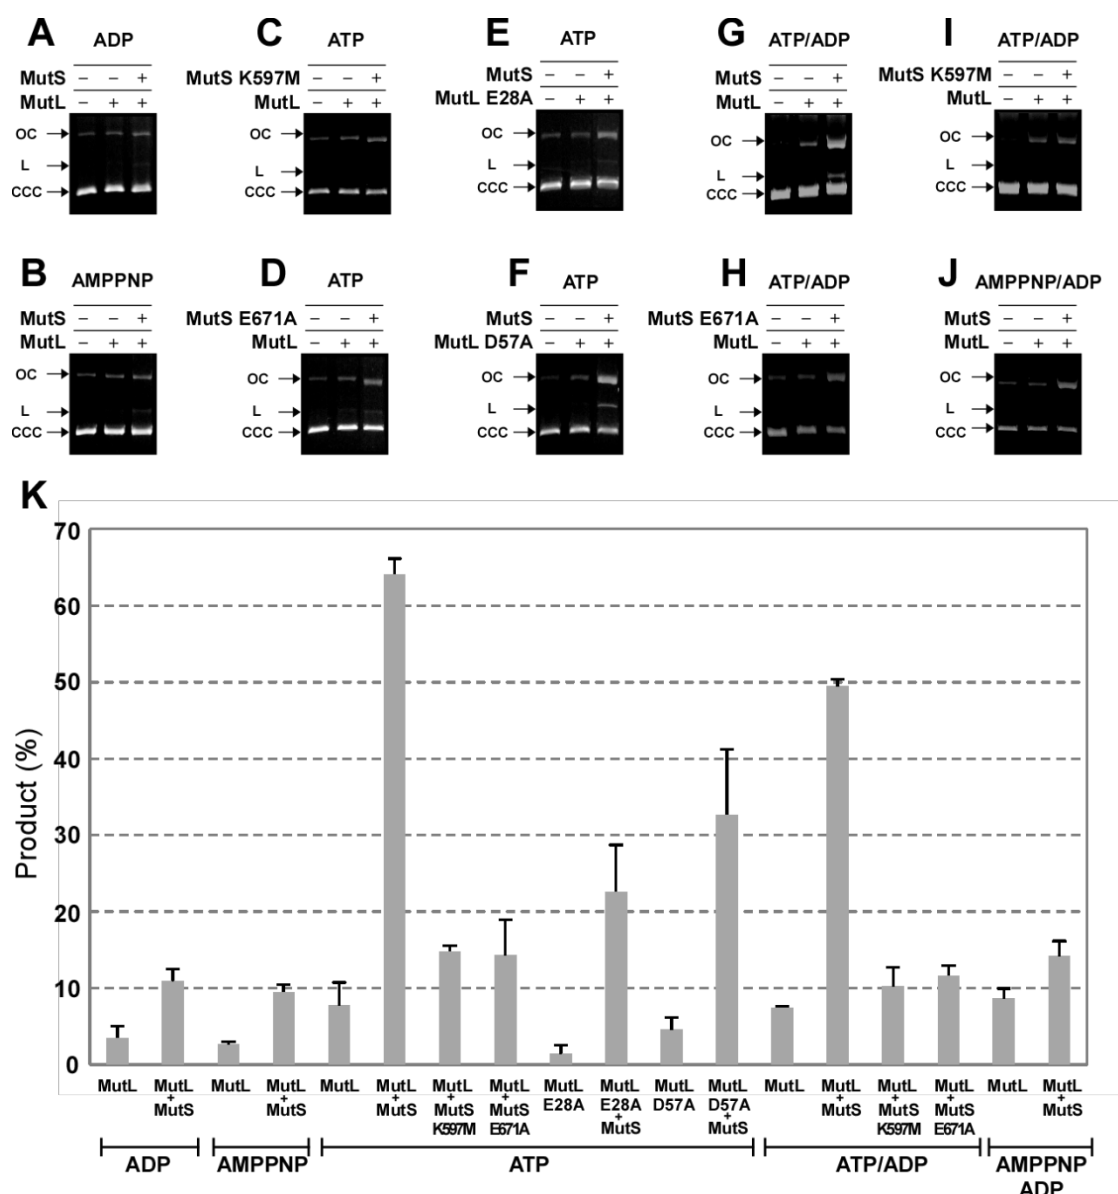 A
ADP
MutS – – +
MutL – + +
OC
L
CCC
C
ATP
MutS K597M – – +
MutL – + +
OC
L
CCC
E
ATP
MutS – – +
MutL E28A – + +
OC
L
CCC
G
ATP/ADP
MutS – – +
MutL – + +
OC
L
CCC
I
ATP/ADP
MutS K597M – – +
MutL – + +
OC
L
CCC
B
AMPPNP
MutS – – +
MutL – + +
OC
L
CCC
D
ATP
MutS E671A – – +
MutL – + +
OC
L
CCC
F
ATP
MutS – – +
MutL D57A – + +
OC
L
CCC
H
ATP/ADP
MutS E671A – – +
MutL – + +
OC
L
CCC
J
AMPPNP/ADP
MutS – – +
MutL – + +
OC
L
CCC
K
Product (%)
70
60
50
40
30
20
10
0
MutL
MutL
+
MutS
MutL
MutL
+
MutS
MutL
MutL
+
MutS
MutL
+
MutS
K597M
MutL
+
MutS
E671A
MutL
E28A
MutL
E28A
+
MutS
MutL
D57A
MutL
D57A
+
MutS
MutL
MutL
+
MutS
MutL
+
MutS
K597M
MutL
+
MutS
E671A
MutL
MutL
+
MutS
ADP
AMPPNP
ATP
ATP/ADP
AMPPNP
ADP